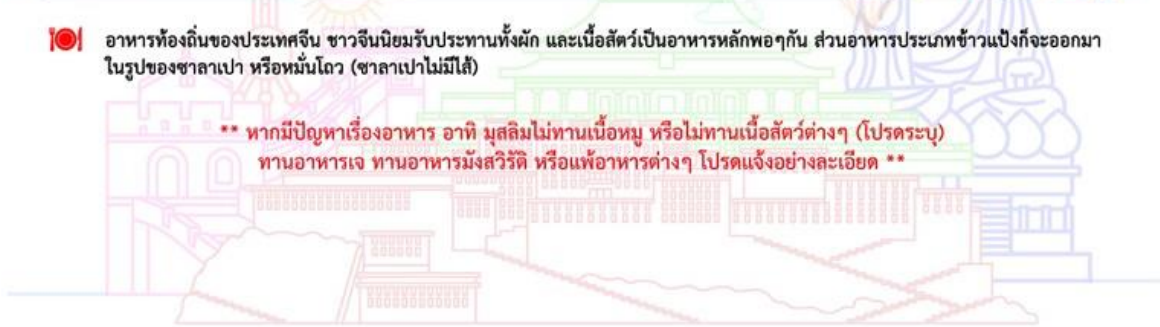 อาหารท้องถิ่นของประเทศจีน ชาวจีนนิยมรับประทานทั้งผัก และเนื้อสัตว์เป็นอาหารหลักพอๆกัน ส่วนอาหารประเภทข้าวแป้งก็จะออกมา
ในรูปของซาลาเปา หรือหมั่นโถว (ซาลาเปาไม่มีไส้)
** หากมีปัญหาเรื่องอาหาร อาทิ มุสลิมไม่ทานเนื้อหมู หรือไม่ทานเนื้อสัตว์ต่างๆ (โปรดระบุ)
ทานอาหารเจ ทานอาหารมังสวิรัติ หรือแพ้อาหารต่างๆ โปรดแจ้งอย่างละเอียด **